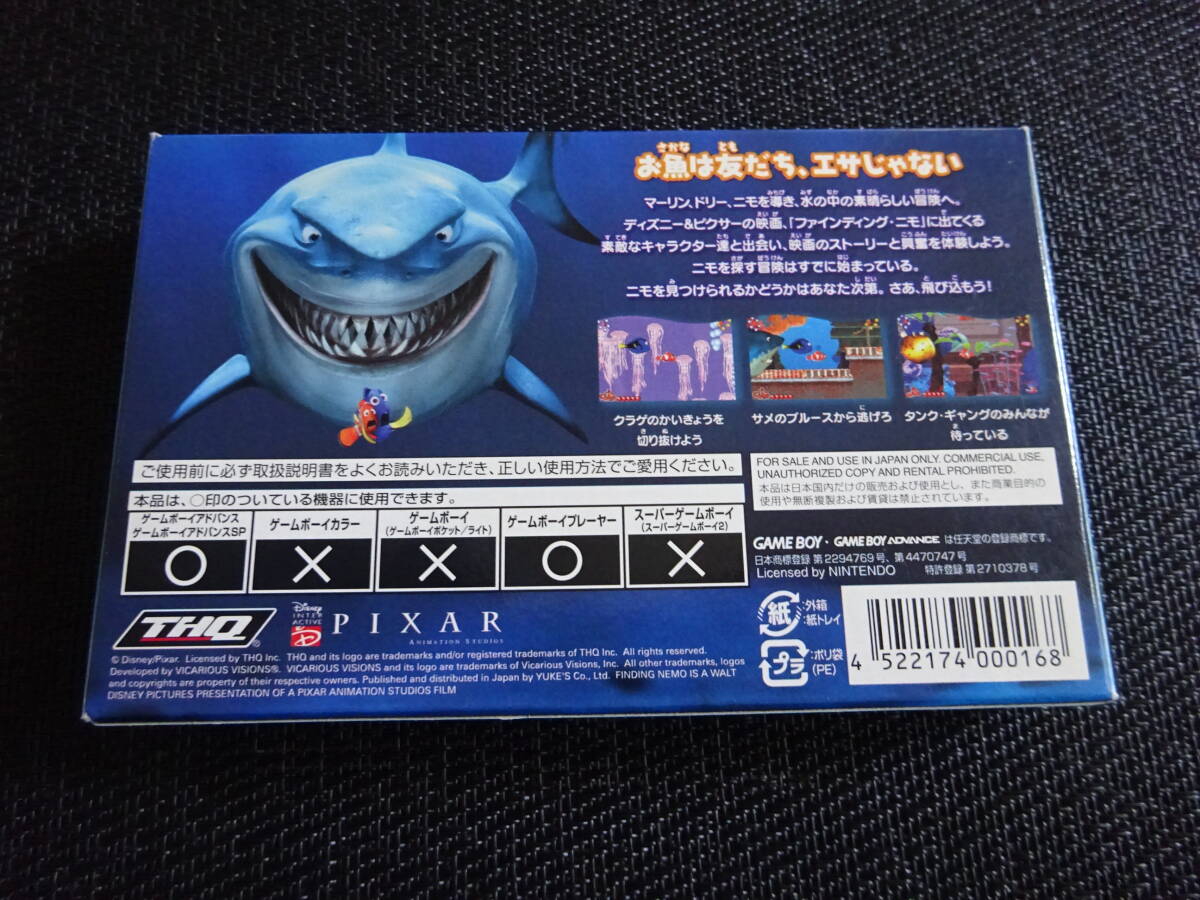 お魚は友だち、エサじゃない
マーリン、ドリー、ニモを導き、水の中の素晴らしい冒険へ。
ディズニー&ピクサーの映画、「ファインディング・ニモ」に出てくる
素敵なキャラクター達と出会い、映画のストーリーと興奮を体験しよう。
ニモを探す冒険はすでに始まっている。
ニモを見つけられるかどうかはあなた次第。さあ、飛び込もう!
クラゲのかいきょうを
切り抜けよう
サメのブルースから逃げろ
タンク・ギャングのみんなが
待っている
ご使用前に必ず取扱説明書をよくお読みいただき、正しい使用方法でご愛用ください。
本品は、○印のついている機器に使用できます。
ゲームボーイアドバンス
ゲームボーイアドバンスSP
ゲームボーイカラー
ゲームボーイ
(ゲームボーイポケット/ライト)
ゲームボーイプレーヤー
スーパーゲームボーイ
(スーパーゲームボーイ2)
○ × × ○ ×
FOR SALE AND USE IN JAPAN ONLY. COMMERCIAL USE,
UNAUTHORIZED COPY AND RENTAL PROHIBITED.
本品は日本国内だけの販売および使用とし、また商業目的の
使用や無断複製および賃貸は禁止されています。
GAME BOY・GAME BOY ADVANCE は任天堂の登録商標です。
日本商標登録 第2294769号、第4470747号
Licensed by NINTENDO 特許登録 第2710378号
THQ®
Disney
INTER
ACTIVE
PIXAR
ANIMATION STUDIOS
© Disney/Pixar. Licensed by THQ Inc. THQ and its logo are trademarks and/or registered trademarks of THQ Inc. All rights reserved.
Developed by VICARIOUS VISIONS®. VICARIOUS VISIONS and its logo are trademarks of Vicarious Visions, Inc. All other trademarks, logos
and copyrights are property of their respective owners. Published and distributed in Japan by YUKE'S Co., Ltd. FINDING NEMO IS A WALT
DISNEY PICTURES PRESENTATION OF A PIXAR ANIMATION STUDIOS FILM
紙 :外箱
:紙トレイ
プラ :ポリ袋
(PE)
4 522174 000168